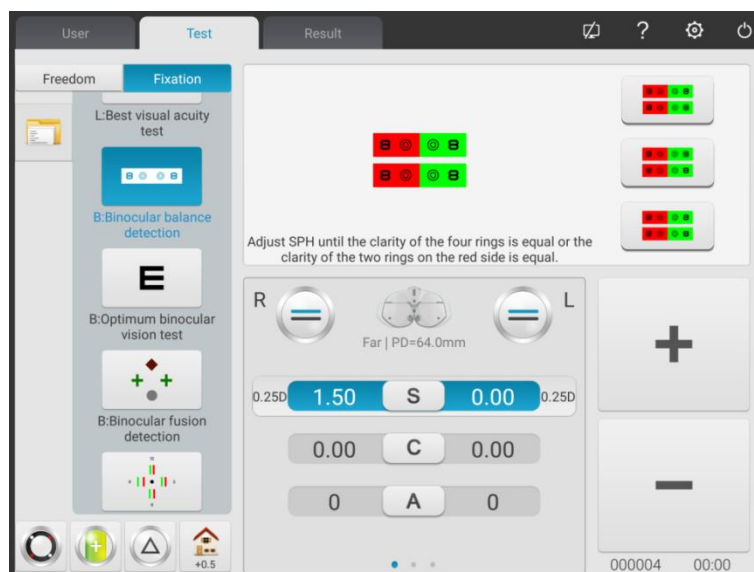 User
Test
Result
?
Freedom
Fixation
L:Best visual acuity
test
B:Binocular balance
detection
E
B:Optimum binocular
vision test
B:Binocular fusion
detection
+0.5
Adjust SPH until the clarity of the four rings is equal or the
clarity of the two rings on the red side is equal.
R
L
Far | PD=64.0mm
0.25D 1.50 S 0.00 0.25D
0.00 C 0.00
0 A 0
+
−
000004 00:00